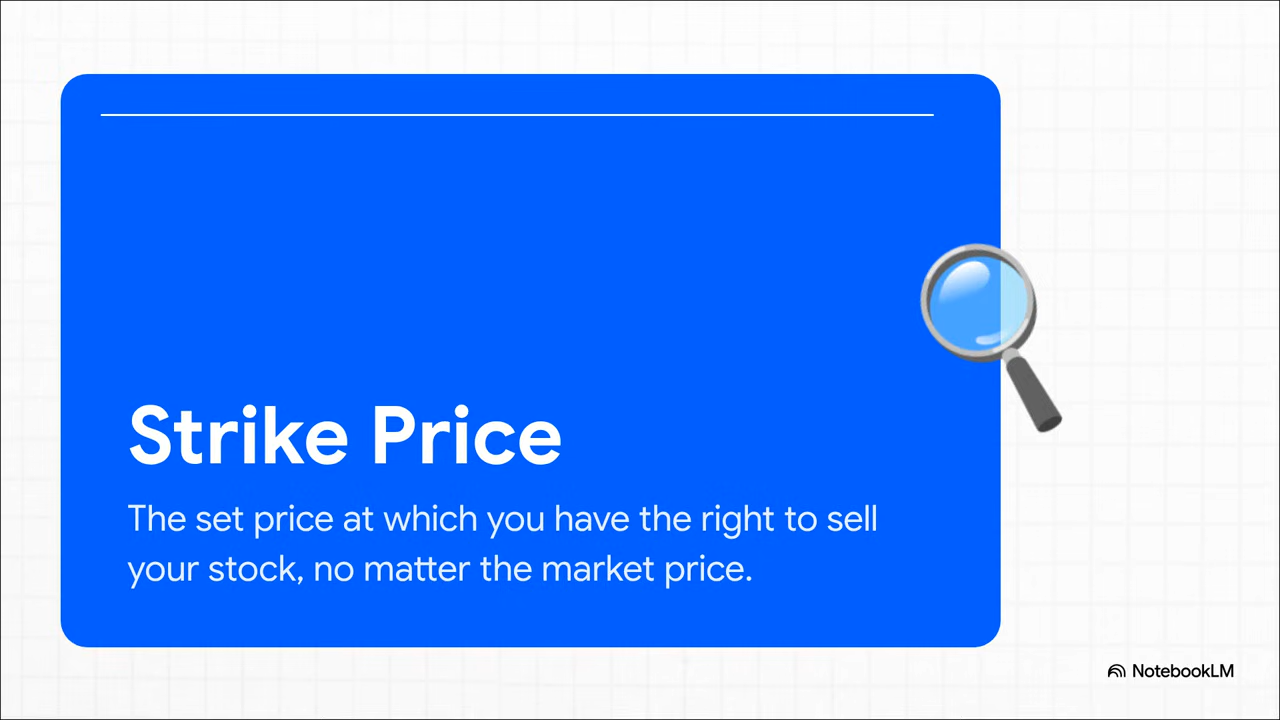 Strike Price
The set price at which you have the right to sell
your stock, no matter the market price.
NotebookLM